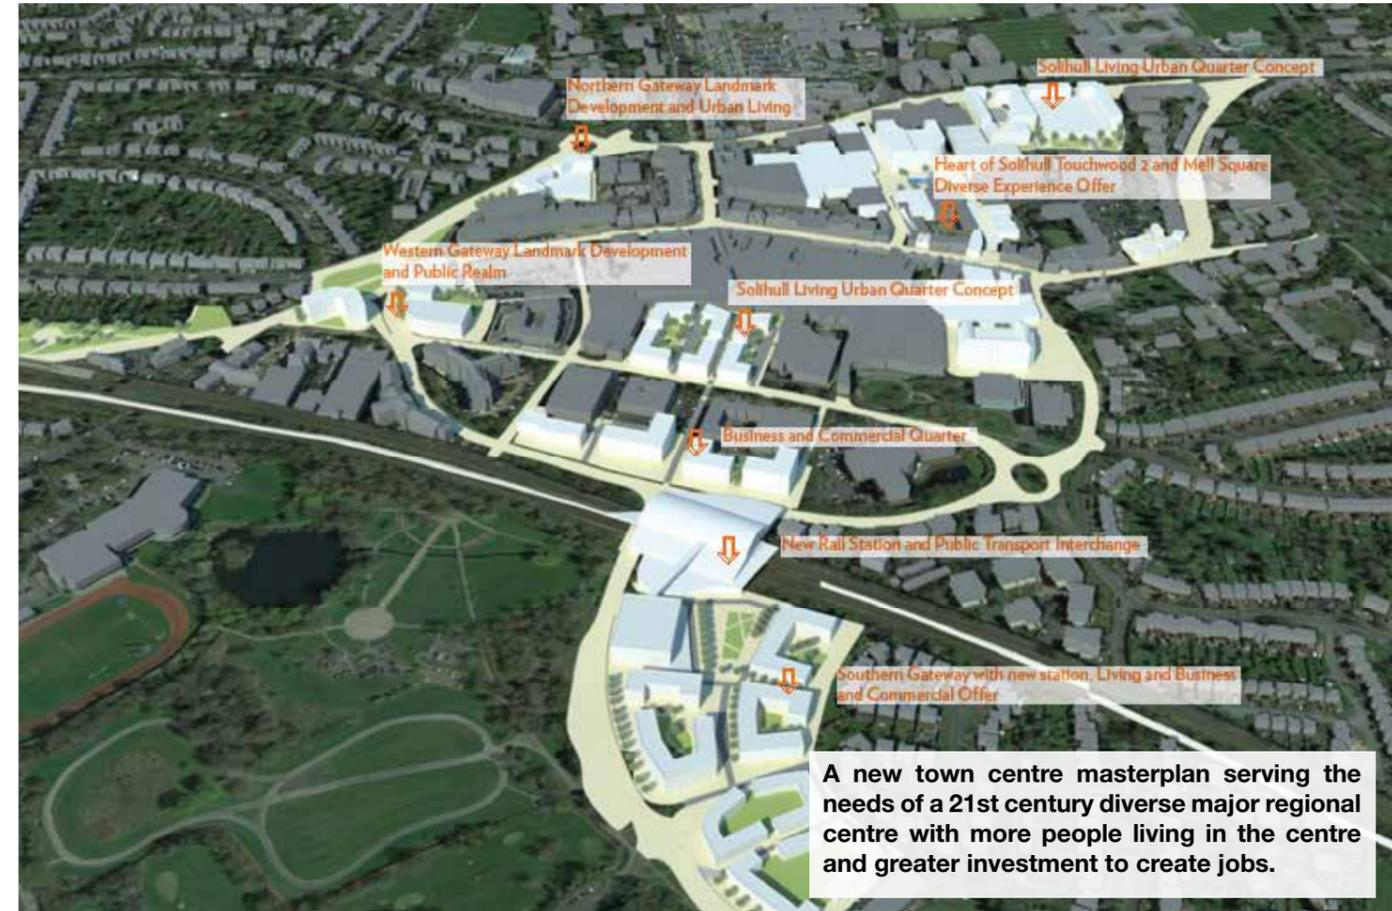 Solihull Living Urban Quarter Concept
Northern Gateway Landmark
Development and Urban Living
Heart of Solihull Touchwood 2 and Mell Square
Diverse Experience Offer
Western Gateway Landmark Development
and Public Realm
Solihull Living Urban Quarter Concept
Business and Commercial Quarter
New Rail Station and Public Transport Interchange
Southern Gateway with new station, Living and Business
and Commercial Offer
A new town centre masterplan serving the
needs of a 21st century diverse major regional
centre with more people living in the centre
and greater investment to create jobs.